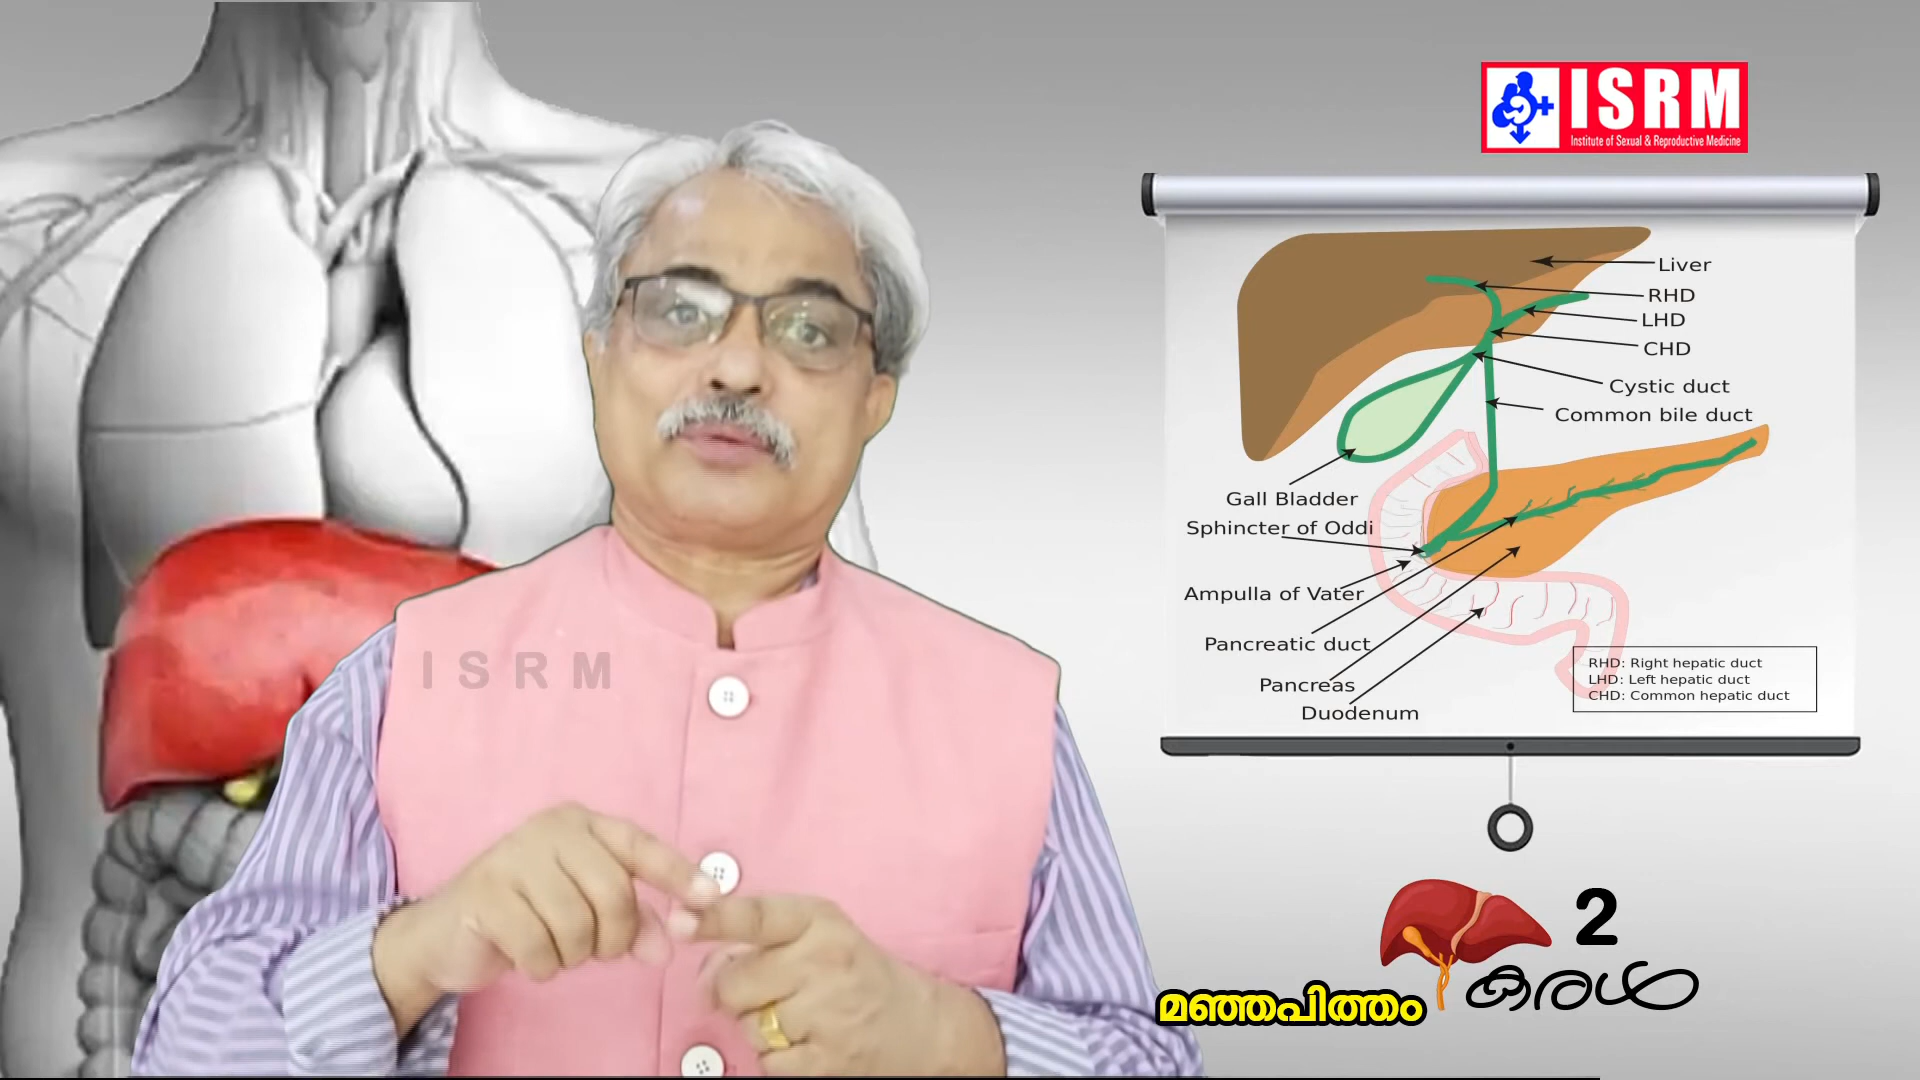 ISRM
Institute of Sexual & Reproductive Medicine
Liver
RHD
LHD
CHD
Cystic duct
Common bile duct
Gall Bladder
Sphincter of Oddi
Ampulla of Vater
Pancreatic duct
Pancreas
Duodenum
RHD: Right hepatic duct
LHD: Left hepatic duct
CHD: Common hepatic duct
I S R M
2
കരൾ
മഞ്ഞപിത്തം